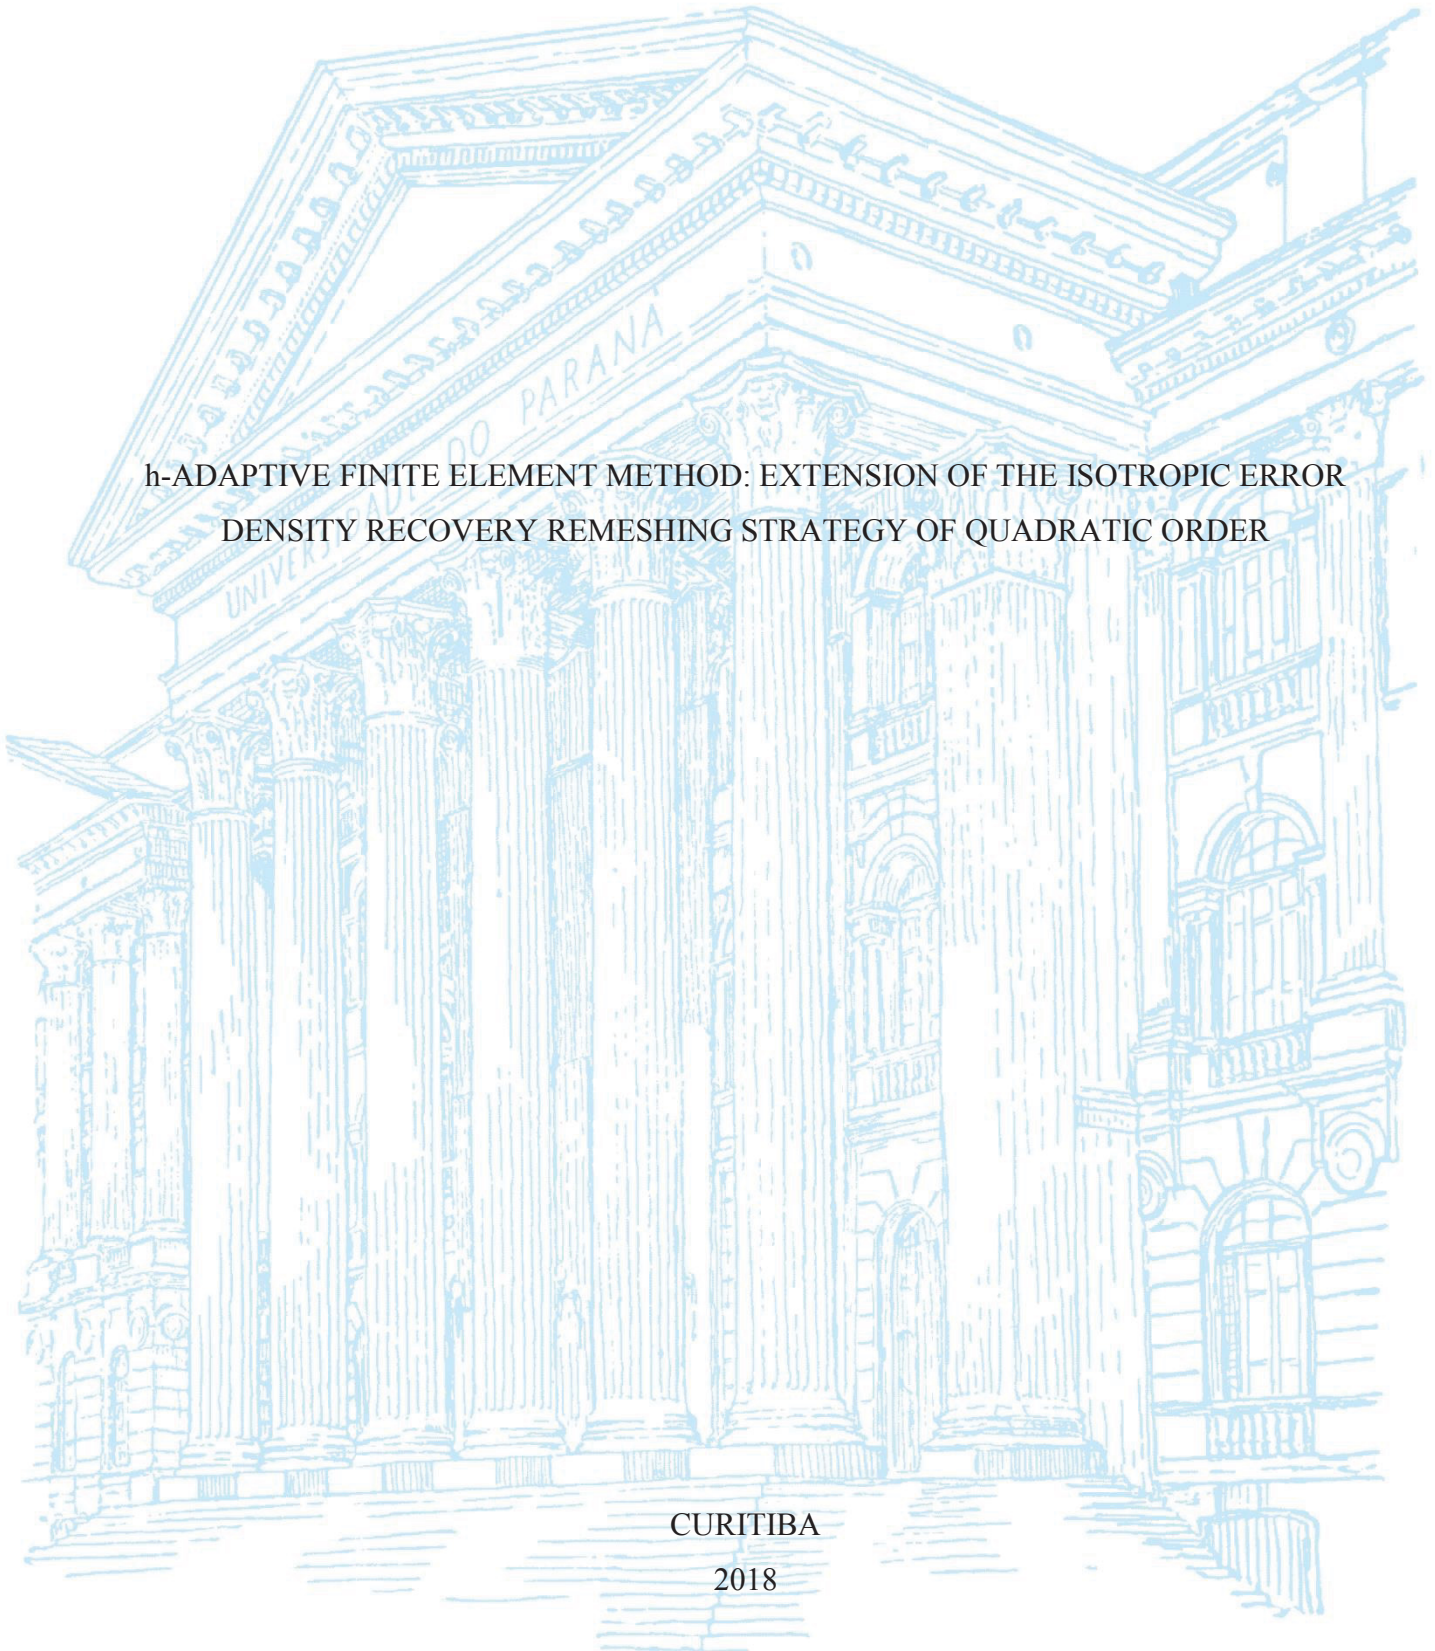 UNIVERSIDADE DO PARANÁ
h-ADAPTIVE FINITE ELEMENT METHOD: EXTENSION OF THE ISOTROPIC ERROR
DENSITY RECOVERY REMESHING STRATEGY OF QUADRATIC ORDER
CURITIBA
2018